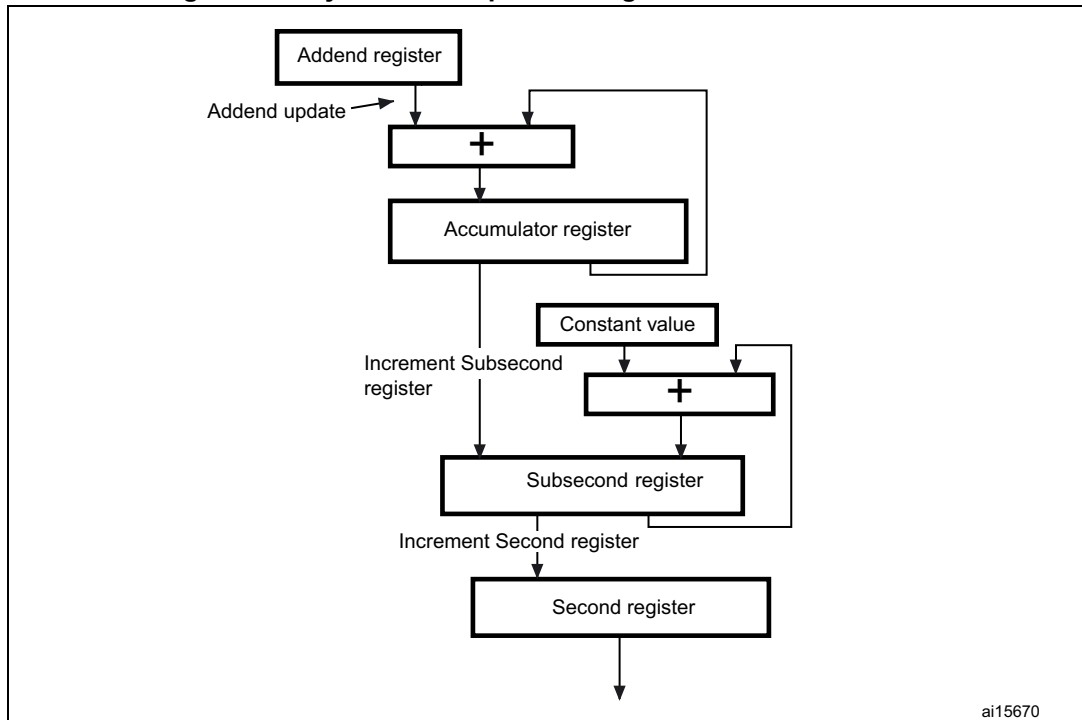 Addend register
Addend update
+
Accumulator register
Constant value
Increment Subsecond
register
+
Subsecond register
Increment Second register
Second register
ai15670